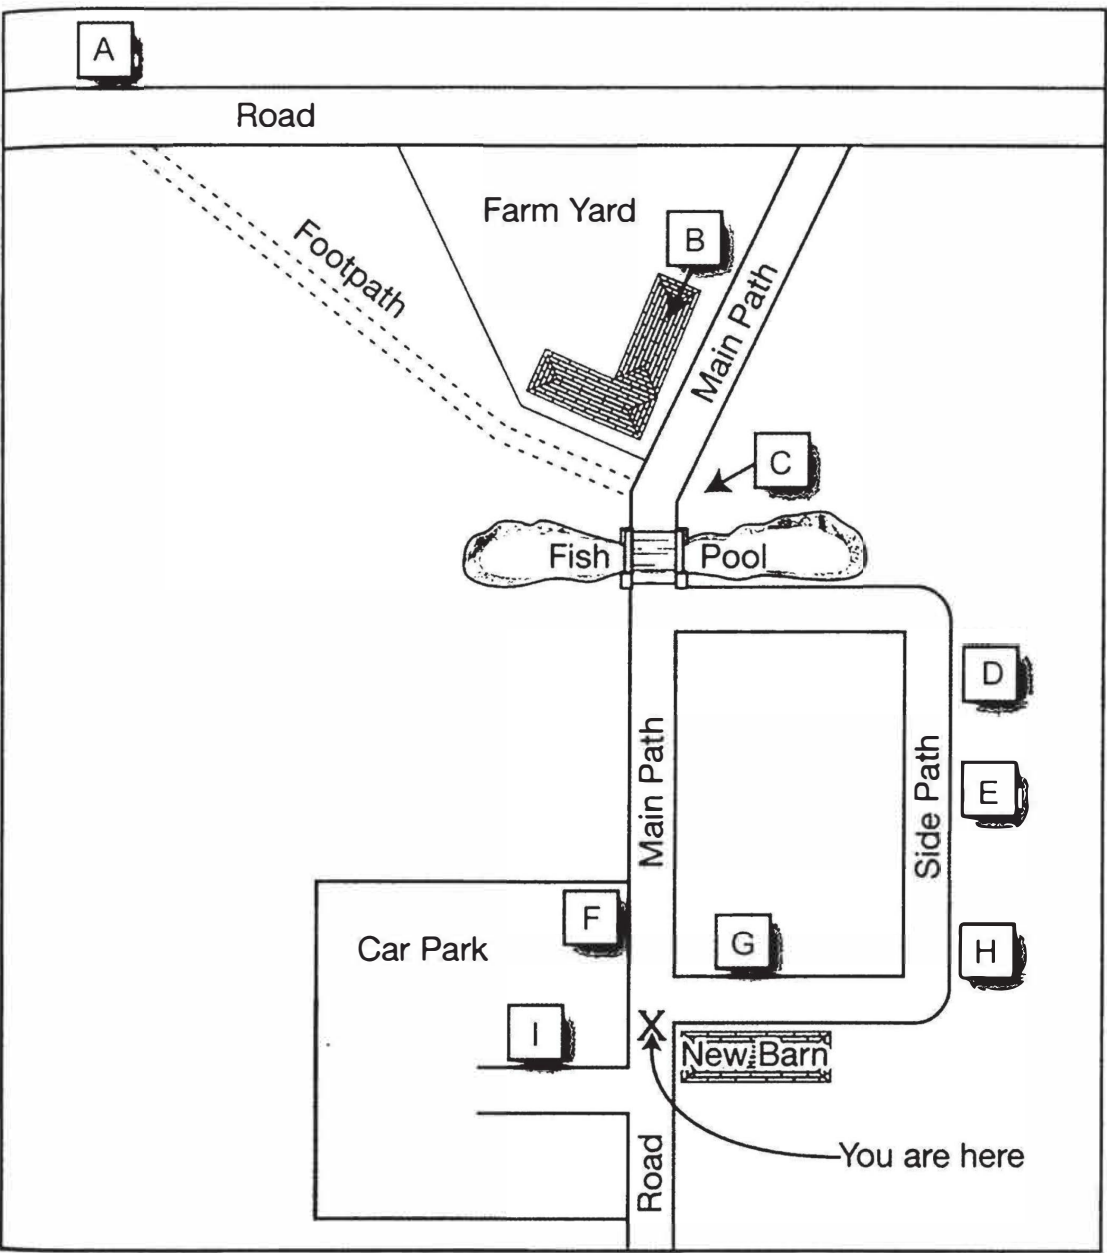 A
Road
Farm Yard
B
Footpath
Main Path
C
Fish
Pool
D
Main Path
Side Path
E
F
Car Park
G
H
I
X
New Barn
You are here
Road